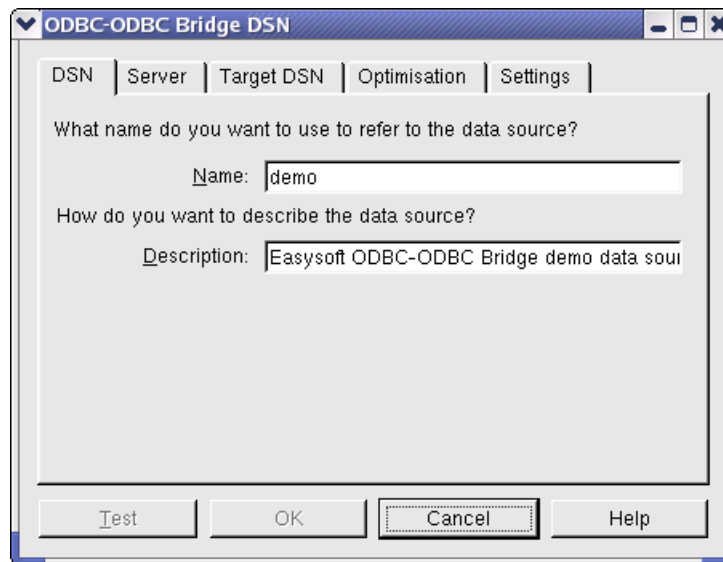 ODBC-ODBC Bridge DSN
DSN Server Target DSN Optimisation Settings
What name do you want to use to refer to the data source?
Name: demo
How do you want to describe the data source?
Description: Easysoft ODBC-ODBC Bridge demo data sour
Test OK Cancel Help